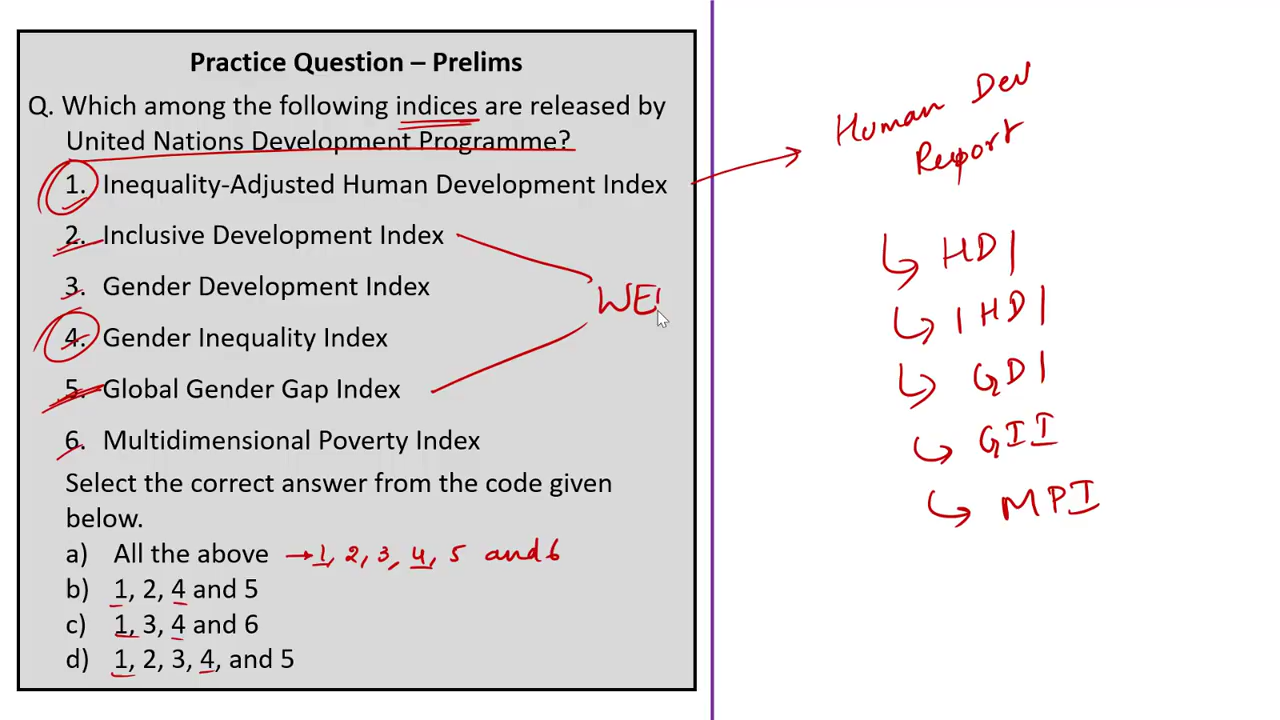 Practice Question – Prelims
Q. Which among the following indices are released by
United Nations Development Programme?
1. Inequality-Adjusted Human Development Index
2. Inclusive Development Index
3. Gender Development Index
4. Gender Inequality Index
5. Global Gender Gap Index
6. Multidimensional Poverty Index
Select the correct answer from the code given
below.
a) All the above → 1, 2, 3, 4, 5 and 6
b) 1, 2, 4 and 5
c) 1, 3, 4 and 6
d) 1, 2, 3, 4, and 5
Human Dev
Report
HDI
IHDI
GDI
GII
MPI